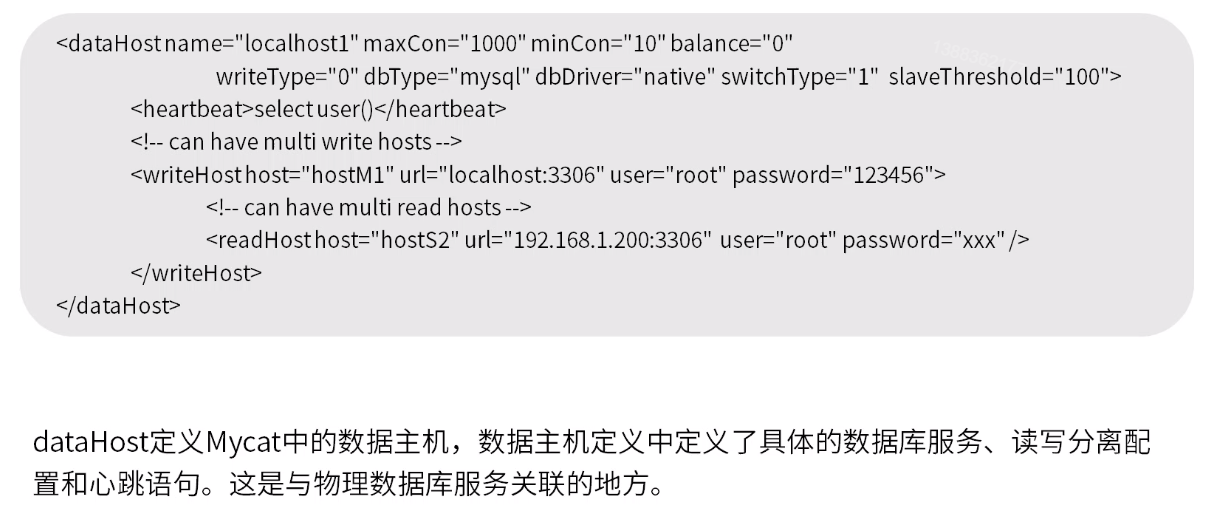 <dataHost name="localhost1" maxCon="1000" minCon="10" balance="0"
writeType="0" dbType="mysql" dbDriver="native" switchType="1" slaveThreshold="100">
<heartbeat>select user()</heartbeat>
<!-- can have multi write hosts -->
<writeHost host="hostM1" url="localhost:3306" user="root" password="123456">
<!-- can have multi read hosts -->
<readHost host="hostS2" url="192.168.1.200:3306" user="root" password="xxx" />
</writeHost>
</dataHost>
dataHost定义Mycat中的数据主机，数据主机定义中定义了具体的数据库服务、读写分离配
置和心跳语句。这是与物理数据库服务关联的地方。